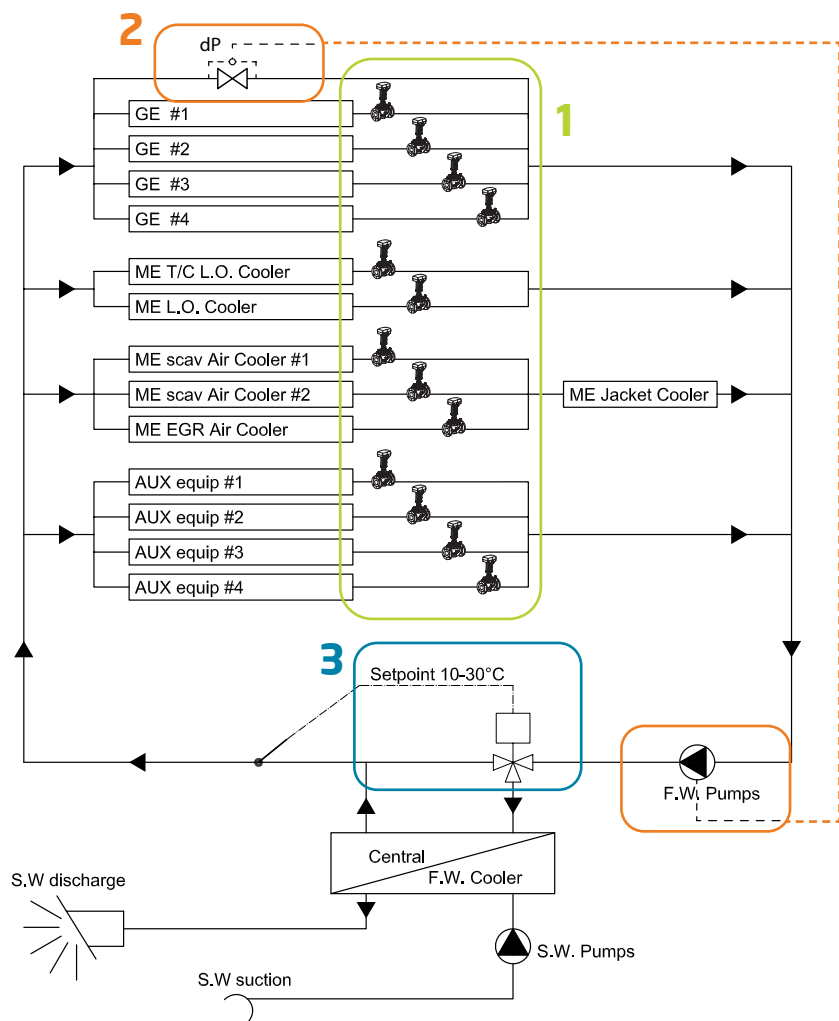 2
dP
1
GE #1
GE #2
GE #3
GE #4
ME T/C L.O. Cooler
ME L.O. Cooler
ME scav Air Cooler #1
ME scav Air Cooler #2
ME Jacket Cooler
ME EGR Air Cooler
AUX equip #1
AUX equip #2
AUX equip #3
AUX equip #4
3
Setpoint 10-30°C
F.W. Pumps
Central
F.W. Cooler
S.W discharge
S.W. Pumps
S.W suction